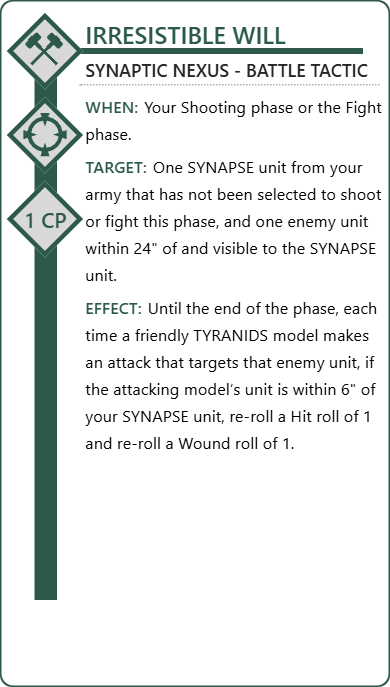 IRRESISTIBLE WILL
SYNAPTIC NEXUS - BATTLE TACTIC
WHEN: Your Shooting phase or the Fight
phase.
TARGET: One SYNAPSE unit from your
army that has not been selected to shoot
or fight this phase, and one enemy unit
within 24" of and visible to the SYNAPSE
unit.
1 CP
EFFECT: Until the end of the phase, each
time a friendly TYRANIDS model makes
an attack that targets that enemy unit, if
the attacking model’s unit is within 6" of
your SYNAPSE unit, re-roll a Hit roll of 1
and re-roll a Wound roll of 1.